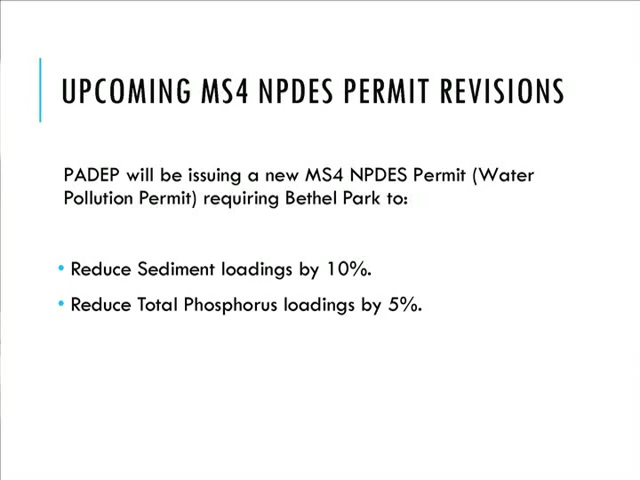 UPCOMING MS4 NPDES PERMIT REVISIONS
PADEP will be issuing a new MS4 NPDES Permit (Water
Pollution Permit) requiring Bethel Park to:
• Reduce Sediment loadings by 10%.
• Reduce Total Phosphorus loadings by 5%.